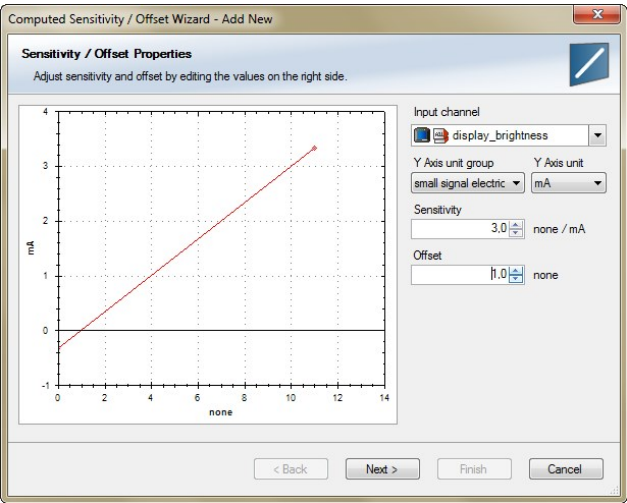 Computed Sensitivity / Offset Wizard - Add New
Sensitivity / Offset Properties
Adjust sensitivity and offset by editing the values on the right side.
4
3
2
1
0
-1
mA
0 2 4 6 8 10 12 14
none
Input channel
display_brightness
Y Axis unit group Y Axis unit
small signal electric mA
Sensitivity
3,0 none / mA
Offset
1,0 none
< Back Next > Finish Cancel